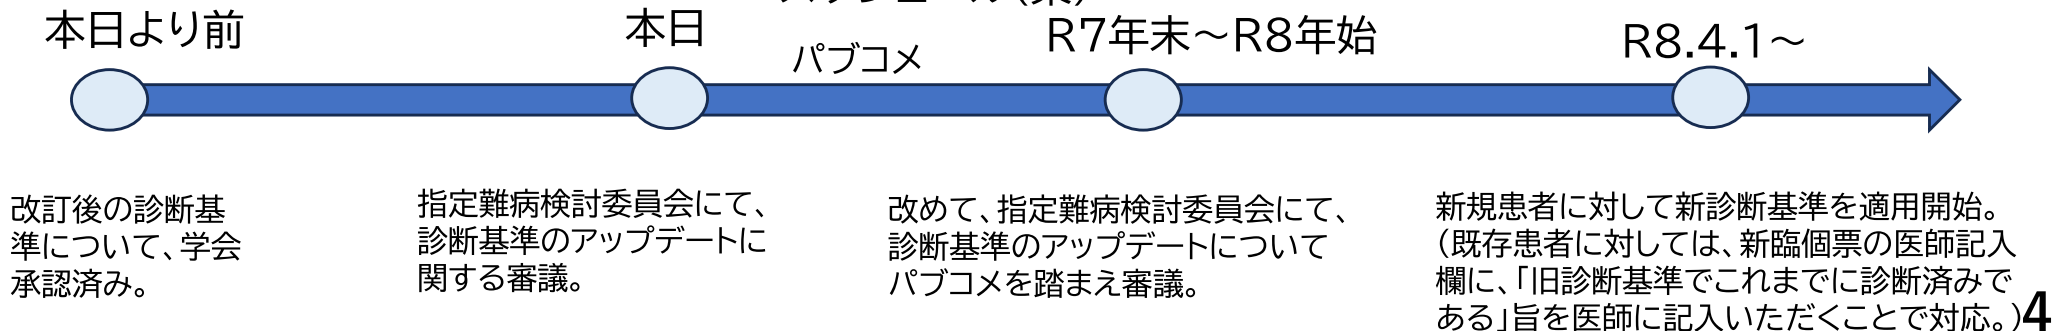 本日より前
本日
パブコメ
R7年末～R8年始
R8.4.1～
改訂後の診断基
準について、学会
承認済み。
指定難病検討委員会にて、
診断基準のアップデートに
関する審議。
改めて、指定難病検討委員会にて、
診断基準のアップデートについて
パブコメを踏まえ審議。
新規患者に対して新診断基準を適用開始。
（既存患者に対しては、新臨個票の医師記入
欄に、「旧診断基準でこれまでに診断済みで
ある」旨を医師に記入いただくことで対応。）
4